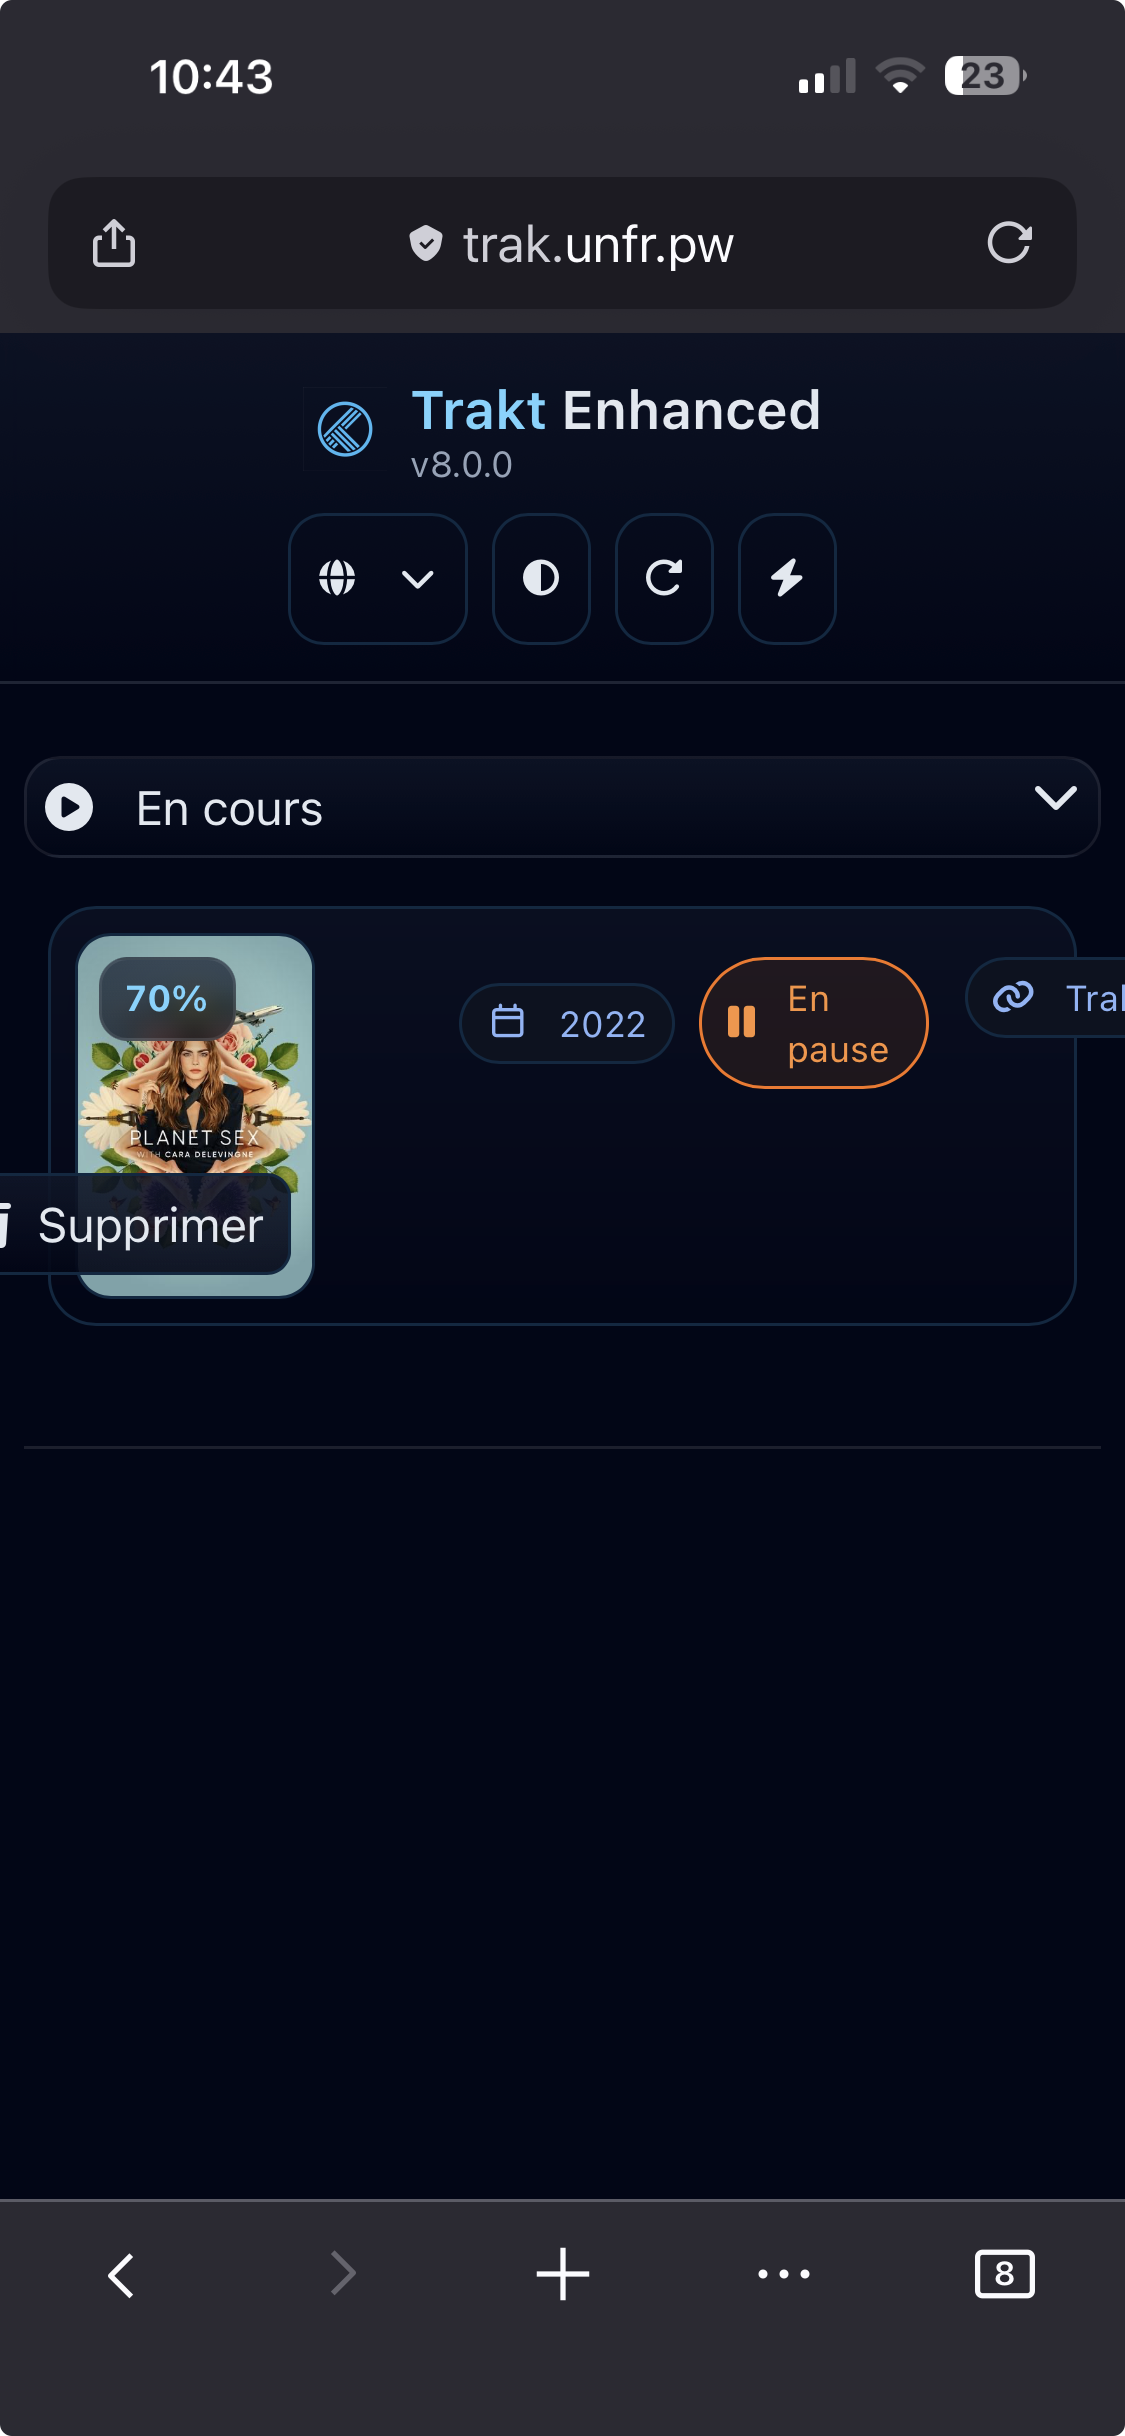 10:43
23
trak.unfr.pw
Trakt Enhanced
v8.0.0
En cours
70%
2022
En
pause
Tra
PLANET SEX
WITH CARA DELEVINGNE
Supprimer
8